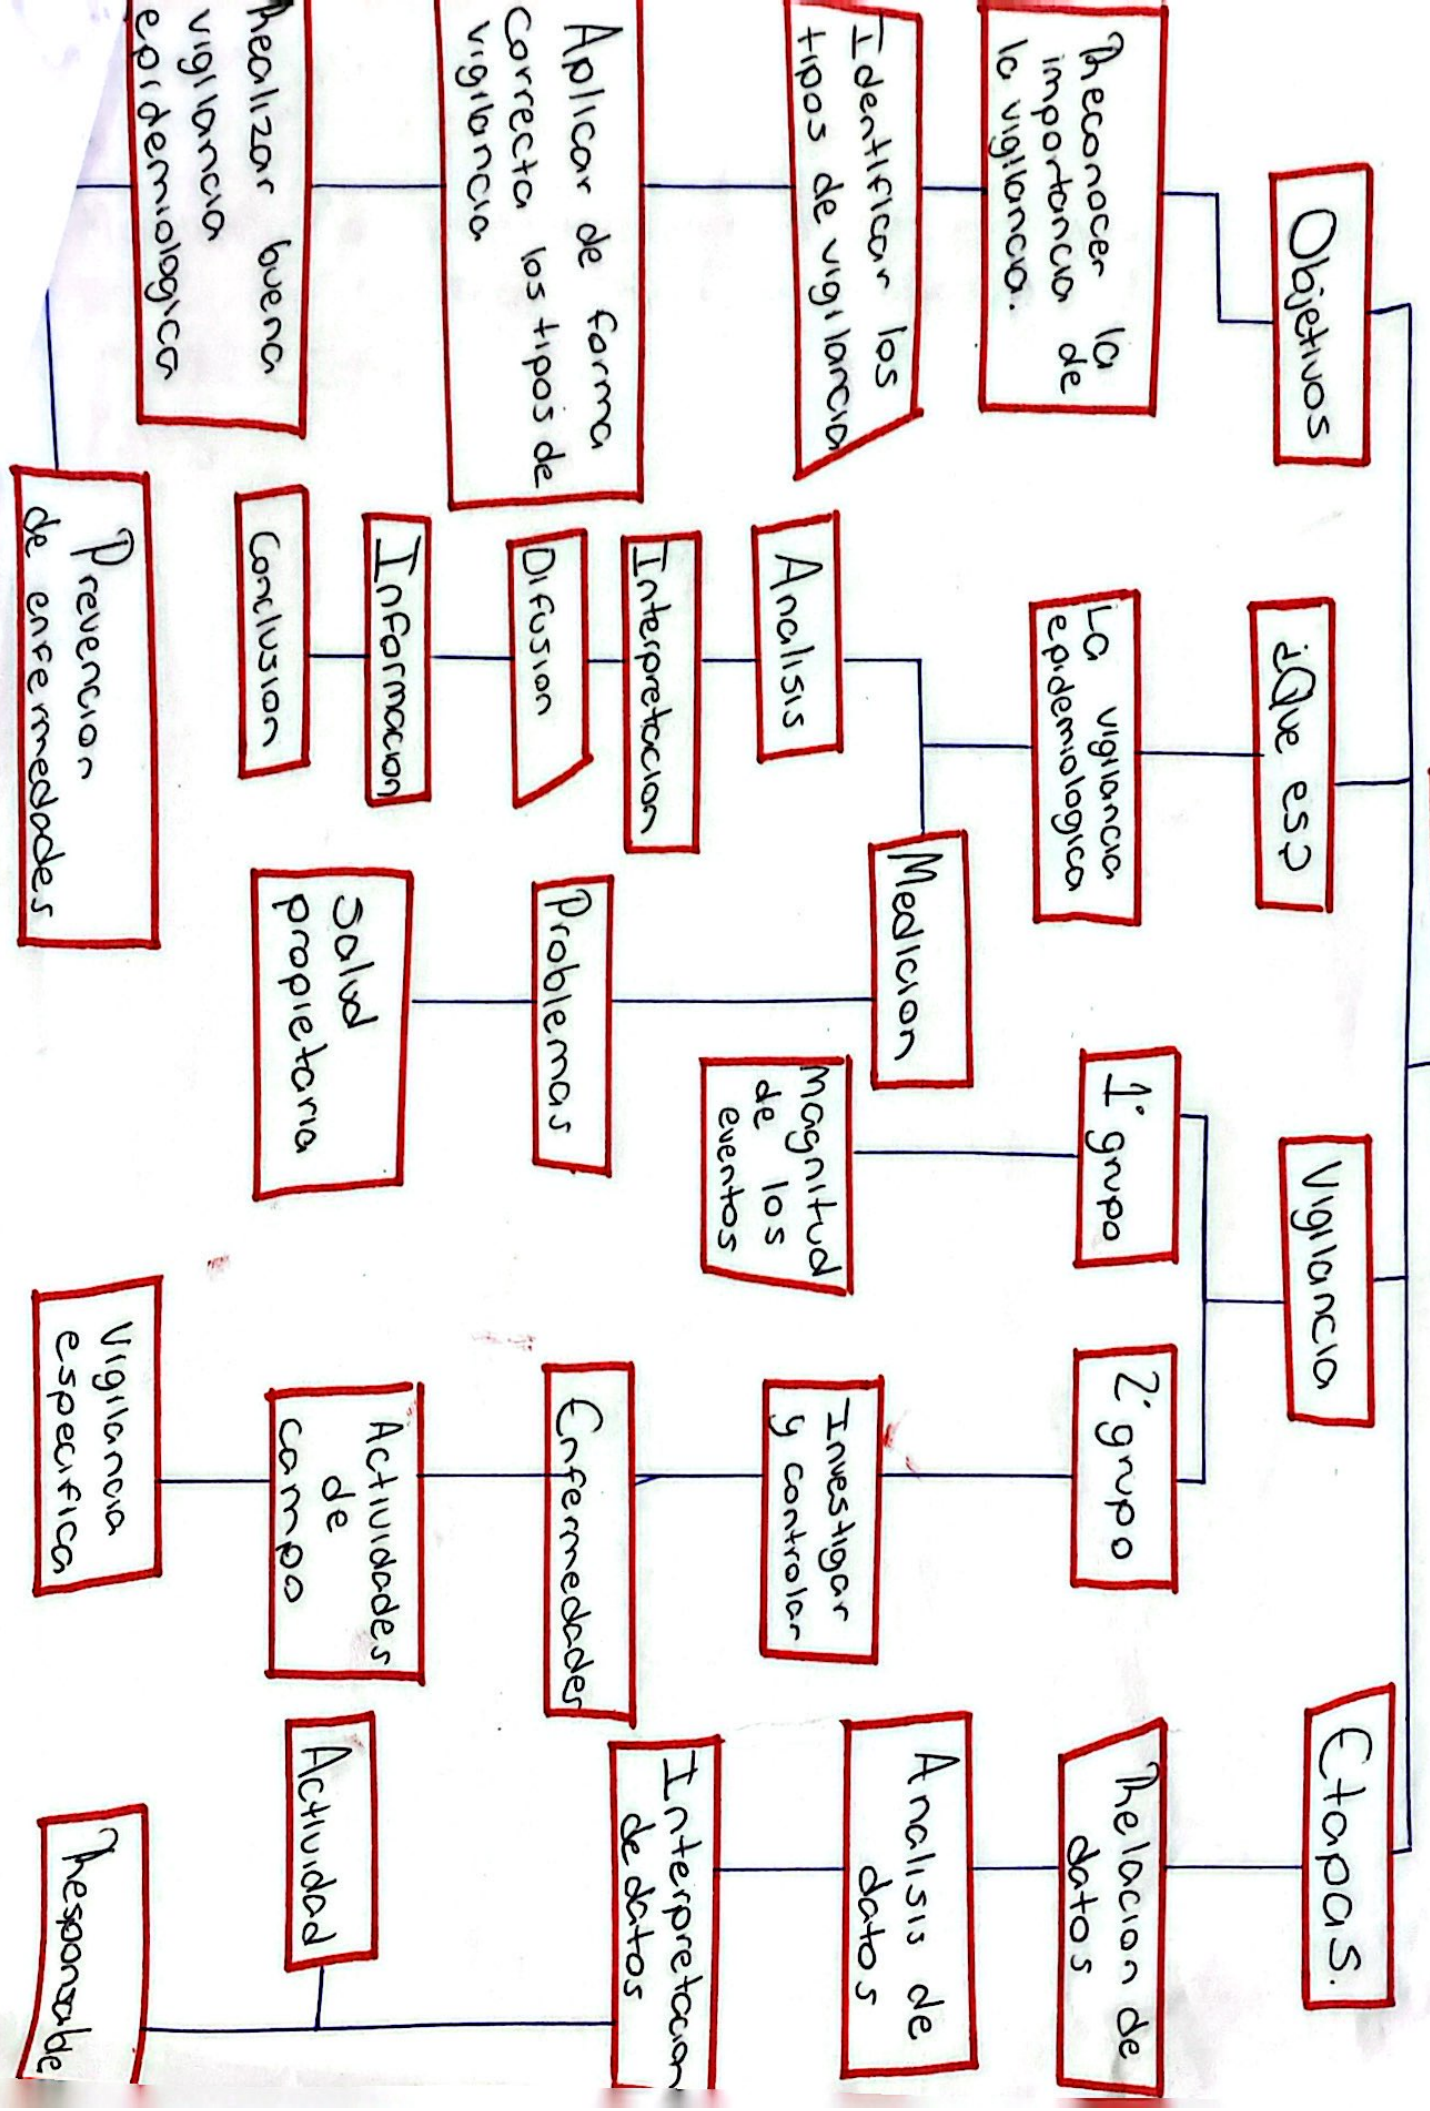 Objetivos
Reconocer la
importancia de
la vigilancia.
Identificar los
tipos de vigilancia
Aplicar de forma
correcta los tipos de
vigilancia
Realizar buena
vigilancia
epidemiologica
Prevencion
de enfermedades
¿Que es?
La vigilancia
epidemiologica
Analisis
Interpretacion
Difusion
Informacion
Conclusion
Medicion
Problemas
Salud
propietaria
Vigilancia
1° grupo
Magnitud
de los
eventos
2° grupo
Investigar
y controlar
Enfermedades
Actividades
de
campo
Vigilancia
especifica
Etapas.
Relacion de
datos
Analisis de
datos
Interpretacion
de datos
Actividad
Responsable